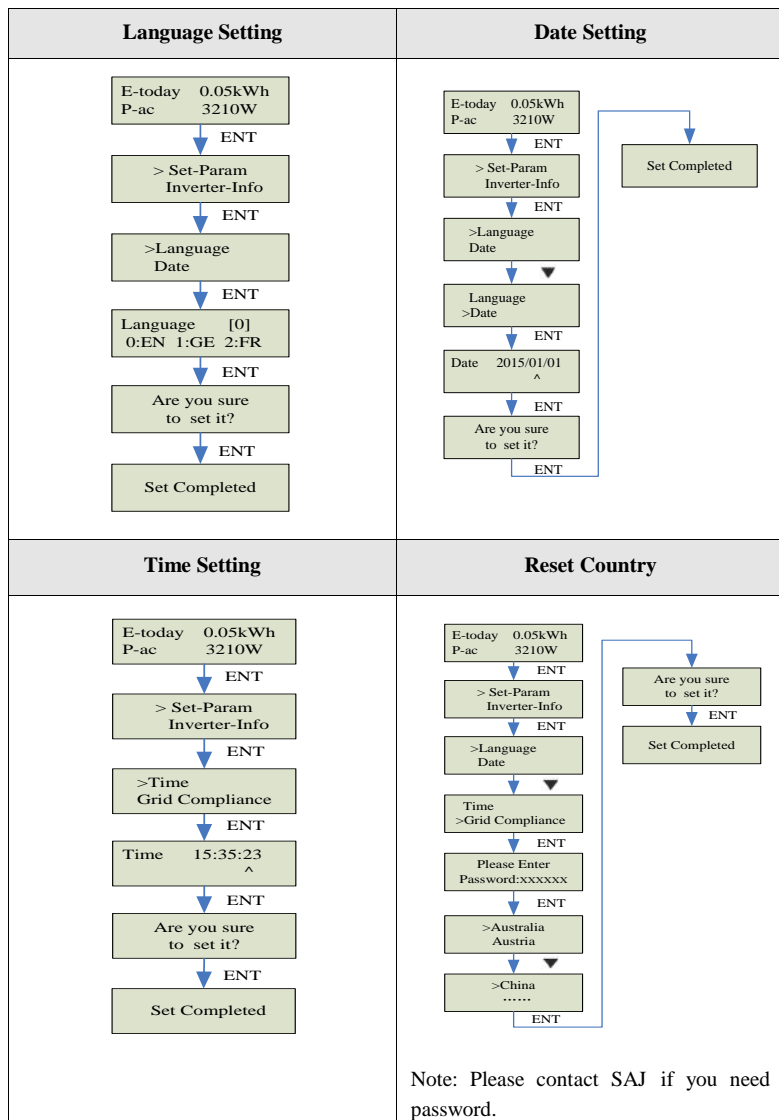 Language Setting
E-today 0.05kWh
P-ac 3210W
ENT
> Set-Param
Inverter-Info
ENT
>Language
Date
ENT
Language [0]
0:EN 1:GE 2:FR
ENT
Are you sure
to set it?
ENT
Set Completed
Date Setting
E-today 0.05kWh
P-ac 3210W
ENT
> Set-Param
Inverter-Info
ENT
>Language
Date
▼
Language
>Date
ENT
Date 2015/01/01
^
ENT
Are you sure
to set it?
ENT
Set Completed
Time Setting
E-today 0.05kWh
P-ac 3210W
ENT
> Set-Param
Inverter-Info
ENT
>Time
Grid Compliance
ENT
Time 15:35:23
^
ENT
Are you sure
to set it?
ENT
Set Completed
Reset Country
E-today 0.05kWh
P-ac 3210W
ENT
> Set-Param
Inverter-Info
ENT
>Language
Date
▼
Time
>Grid Compliance
ENT
Please Enter
Password:xxxxxx
ENT
>Australia
Austria
▼
>China
......
ENT
Are you sure
to set it?
ENT
Set Completed
Note: Please contact SAJ if you need
password.